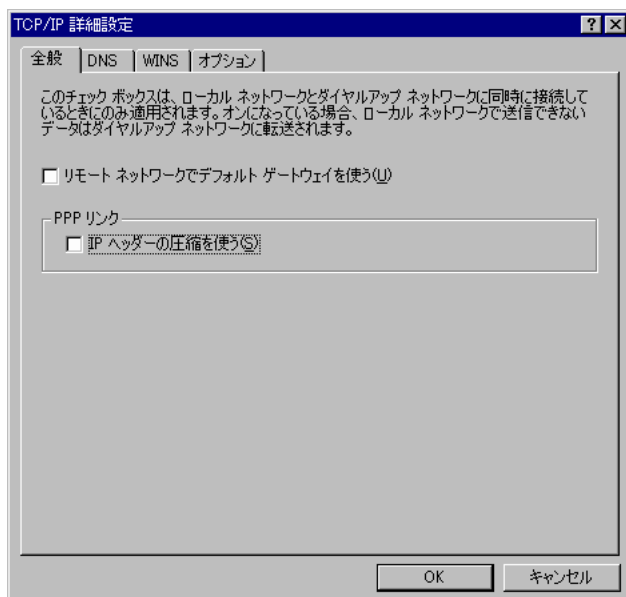 TCP/IP 詳細設定
全般 DNS WINS オプション
このチェック ボックスは、ローカル ネットワークとダイヤルアップ ネットワークに同時に接続して
いるときにのみ適用されます。オンになっている場合、ローカル ネットワークで送信できない
データはダイヤルアップ ネットワークに転送されます。
リモート ネットワークでデフォルト ゲートウェイを使う(U)
PPP リンク
IP ヘッダーの圧縮を使う(S)
OK キャンセル